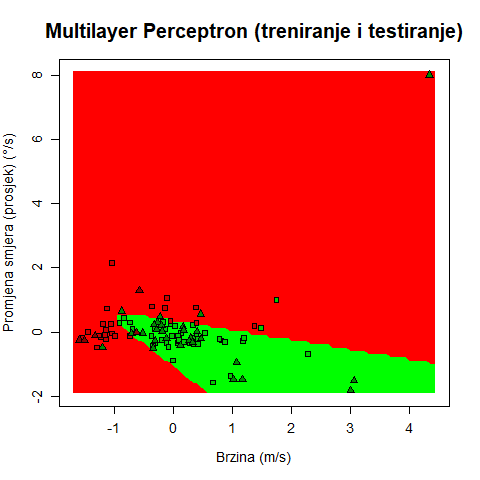 Multilayer Perceptron (treniranje i testiranje)
Promjena smjera (prosjek) (°/s)
8
6
4
2
0
-2
-1 0 1 2 3 4
Brzina (m/s)